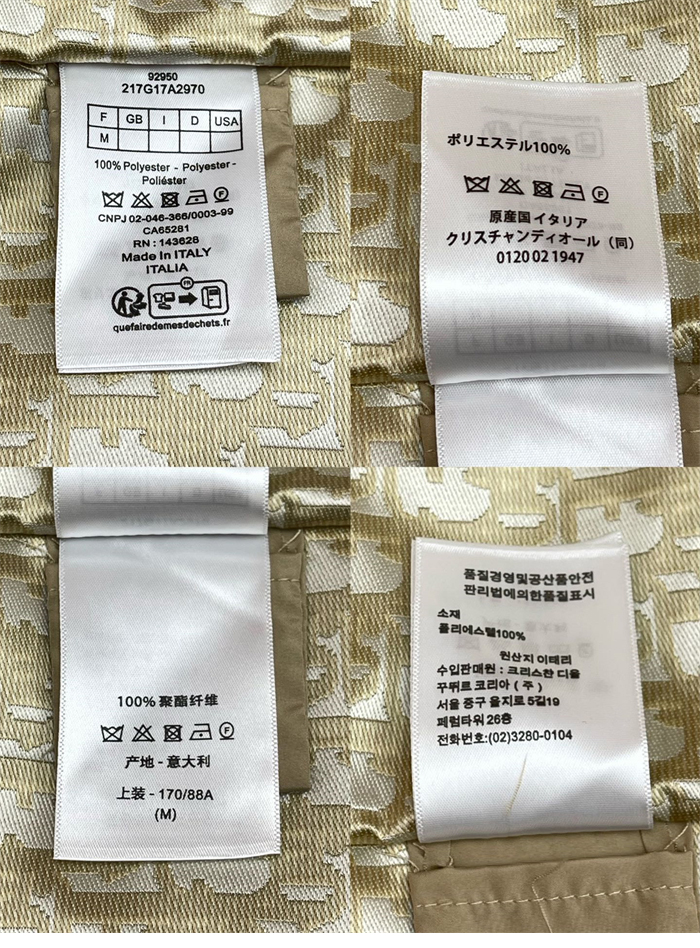 92950
217G17A2970
F GB I D USA
M
100% Polyester - Polyester -
Poliéster
F
CNPJ 02-046-366/0003-99
CA65281
RN : 143628
Made In ITALY
ITALIA
FR
quefairedemesdechets.fr
ポリエステル100%
F
原産国 イタリア
クリスチャンディオール（同）
0120 02 1947
100% 聚酯纤维
F
产地 - 意大利
上装 - 170/88A
(M)
품질경영및공산품안전
관리법에의한품질표시
소재
폴리에스텔100%
원산지 이태리
수입판매원 : 크리스챤 디올
꾸뛰르 코리아 ( 주 )
서울 중구 을지로 5길19
페럼타워 26층
전화번호:(02)3280-0104